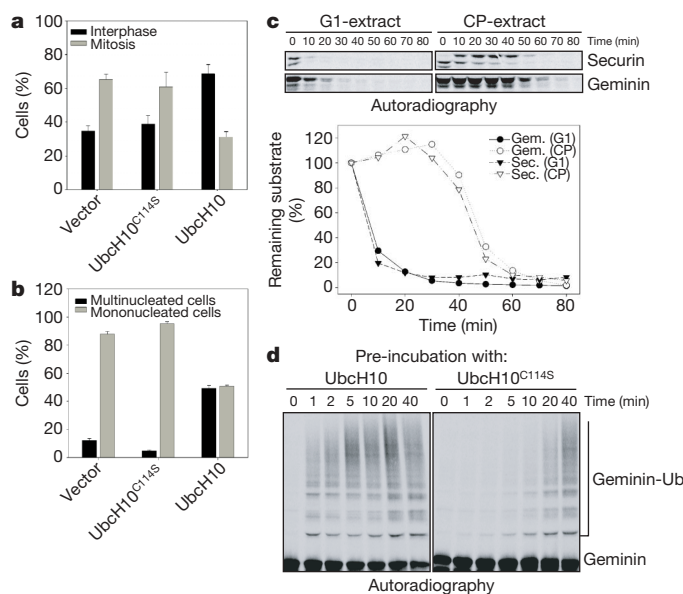 a
Interphase
Mitosis
100
80
60
40
20
0
Cells (%)
Vector
UbcH10C114S
UbcH10
b
Multinucleated cells
Mononucleated cells
120
100
80
60
40
20
0
Cells (%)
Vector
UbcH10C114S
UbcH10
c
G1-extract CP-extract
0 10 20 30 40 50 60 70 80 0 10 20 30 40 50 60 70 80 Time (min)
Securin
Geminin
Autoradiography
Gem. (G1)
Gem. (CP)
Sec. (G1)
Sec. (CP)
120
100
80
60
40
20
0
Remaining substrate
(%)
0 20 40 60 80
Time (min)
d
Pre-incubation with:
UbcH10 UbcH10C114S
0 1 2 5 10 20 40 0 1 2 5 10 20 40 Time (min)
Geminin-Ub
Geminin
Autoradiography